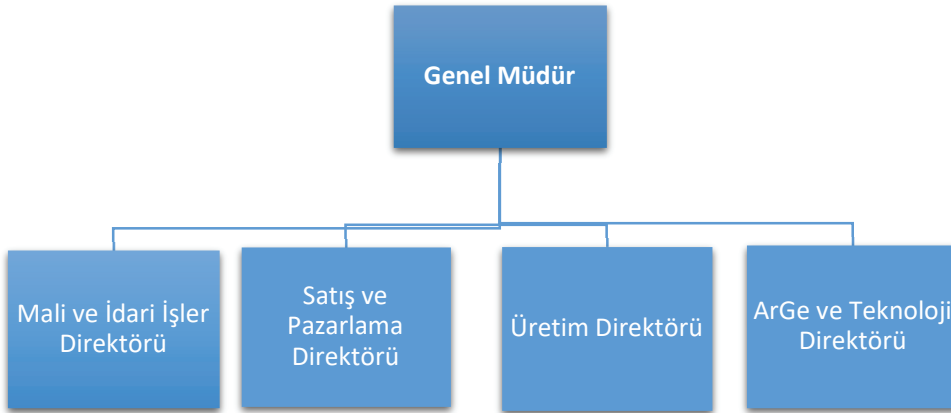 Genel Müdür
Mali ve İdari İşler
Direktörü
Satış ve
Pazarlama
Direktörü
Üretim Direktörü
ArGe ve Teknoloji
Direktörü